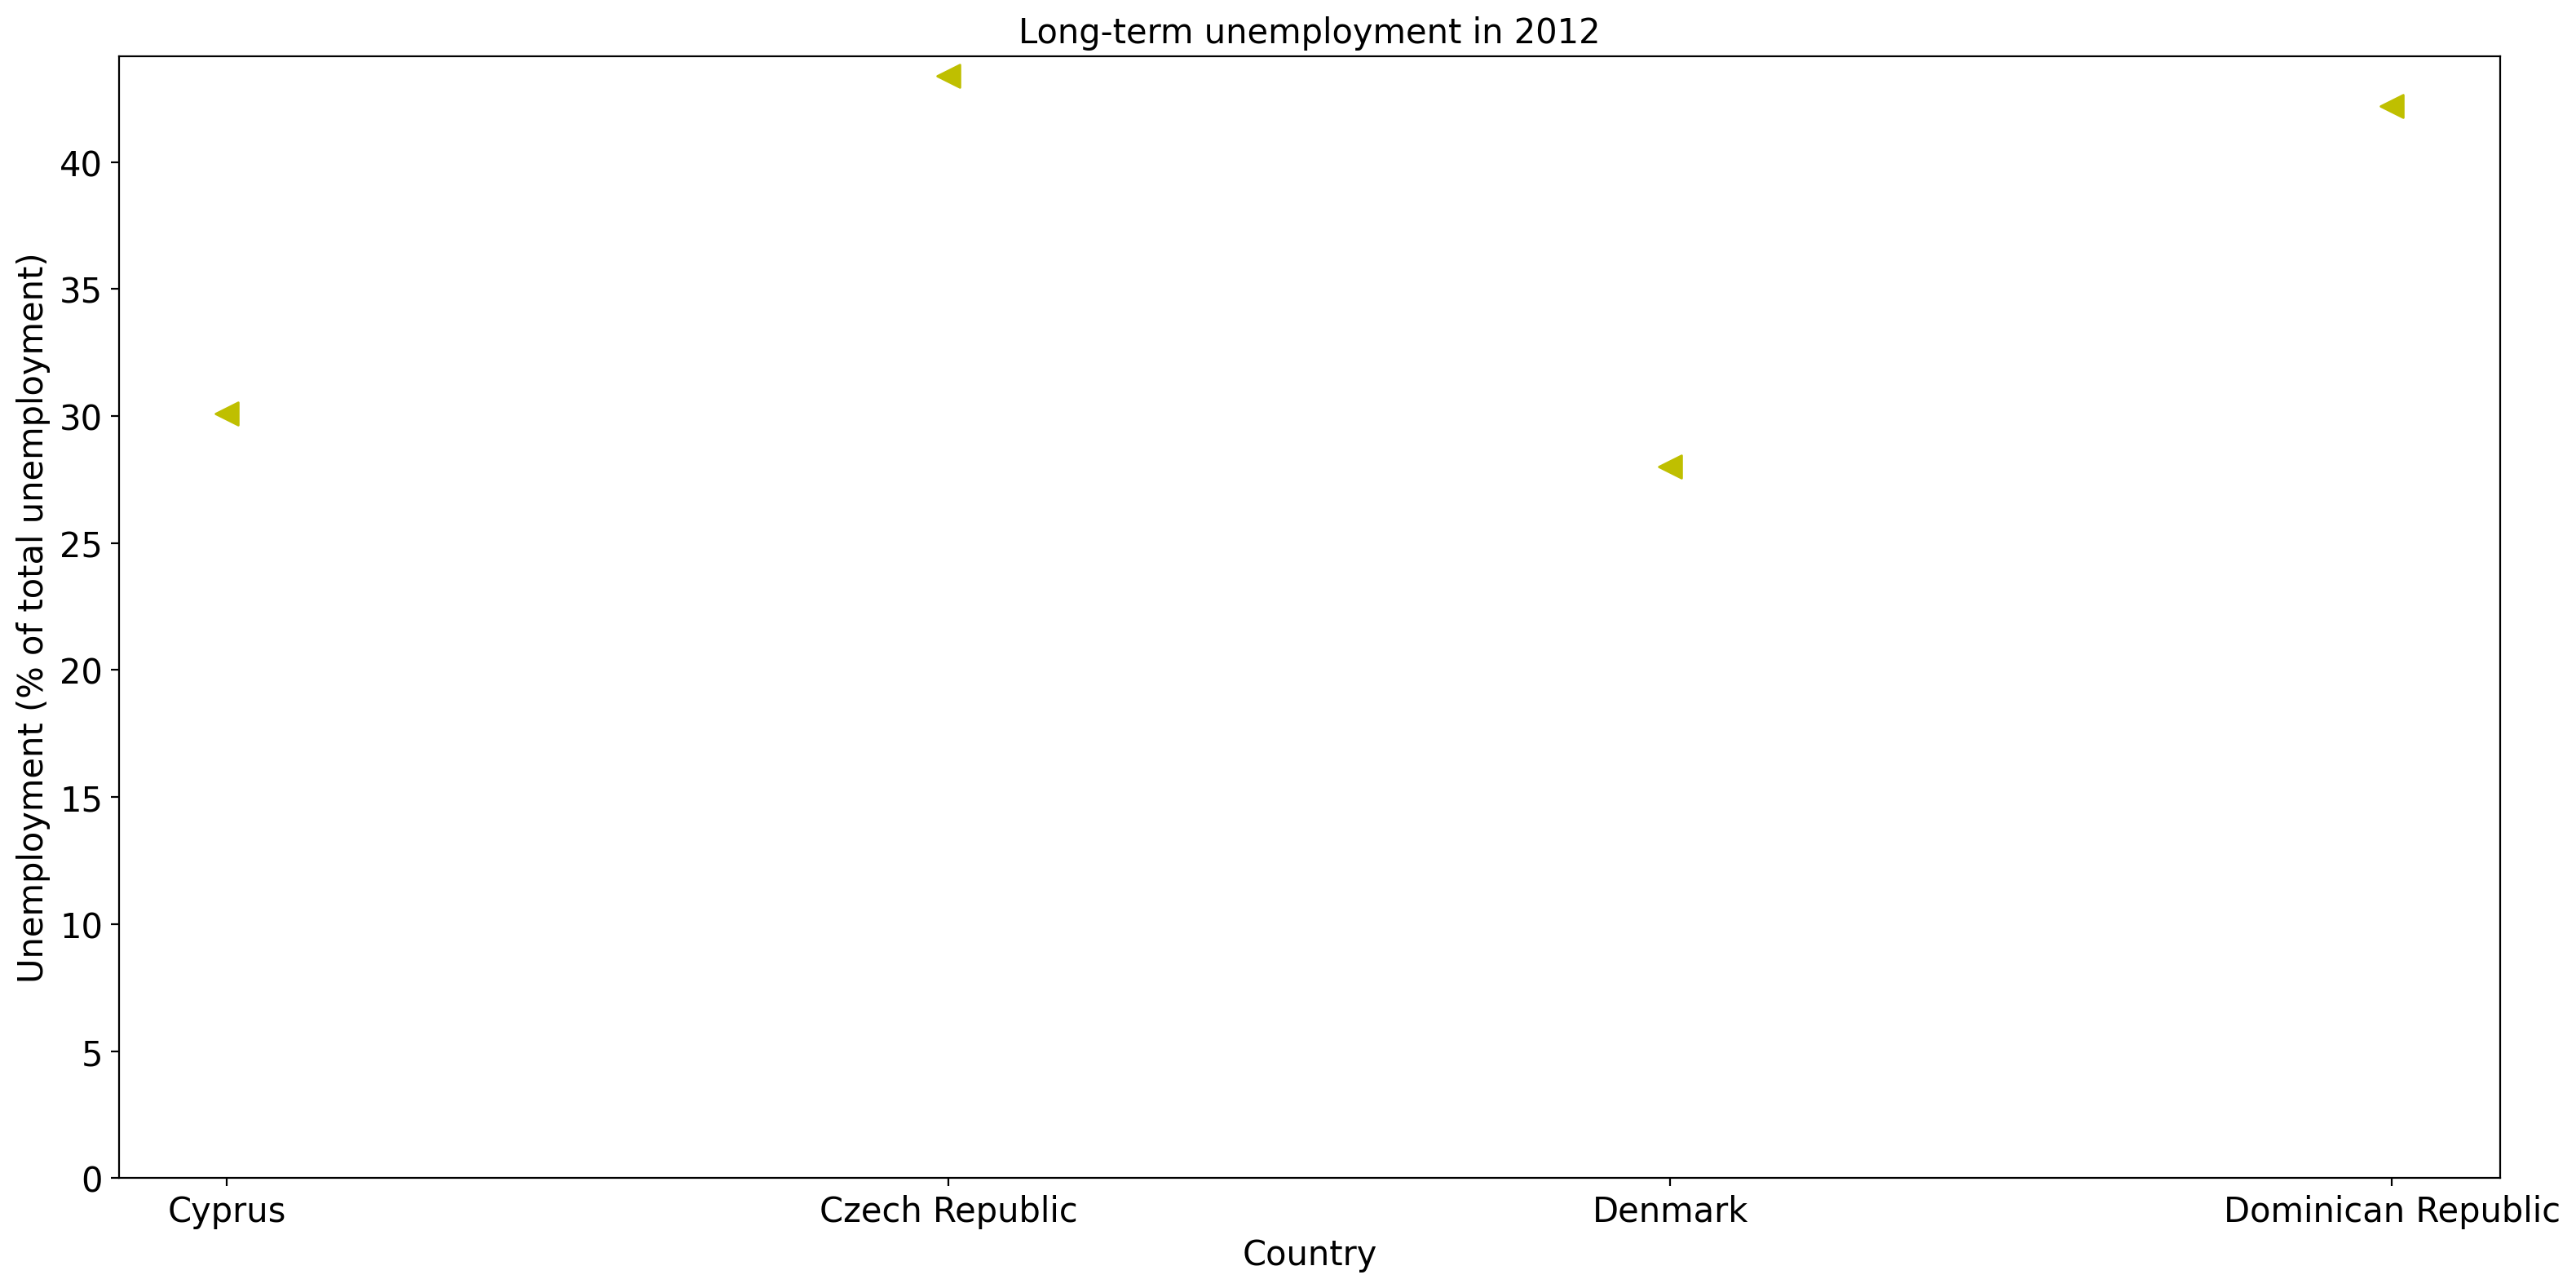 Long-term unemployment in 2012
Unemployment (% of total unemployment)
40
35
30
25
20
15
10
5
0
Cyprus Czech Republic Denmark Dominican Republic
Country